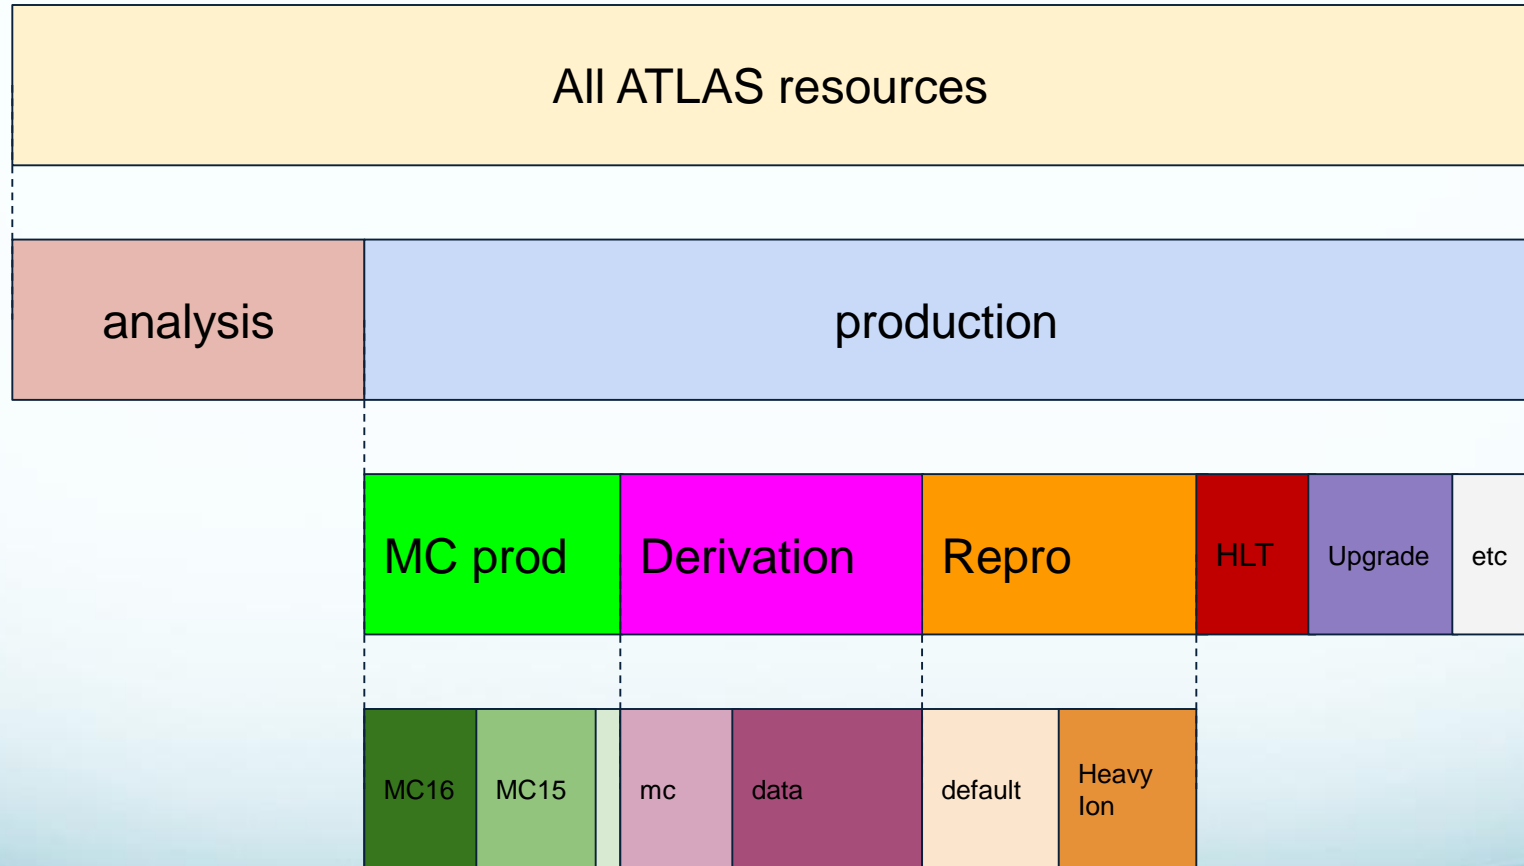 All ATLAS resources
analysis
production
MC prod
Derivation
Repro
HLT
Upgrade
etc
MC16
MC15
mc
data
default
Heavy
Ion